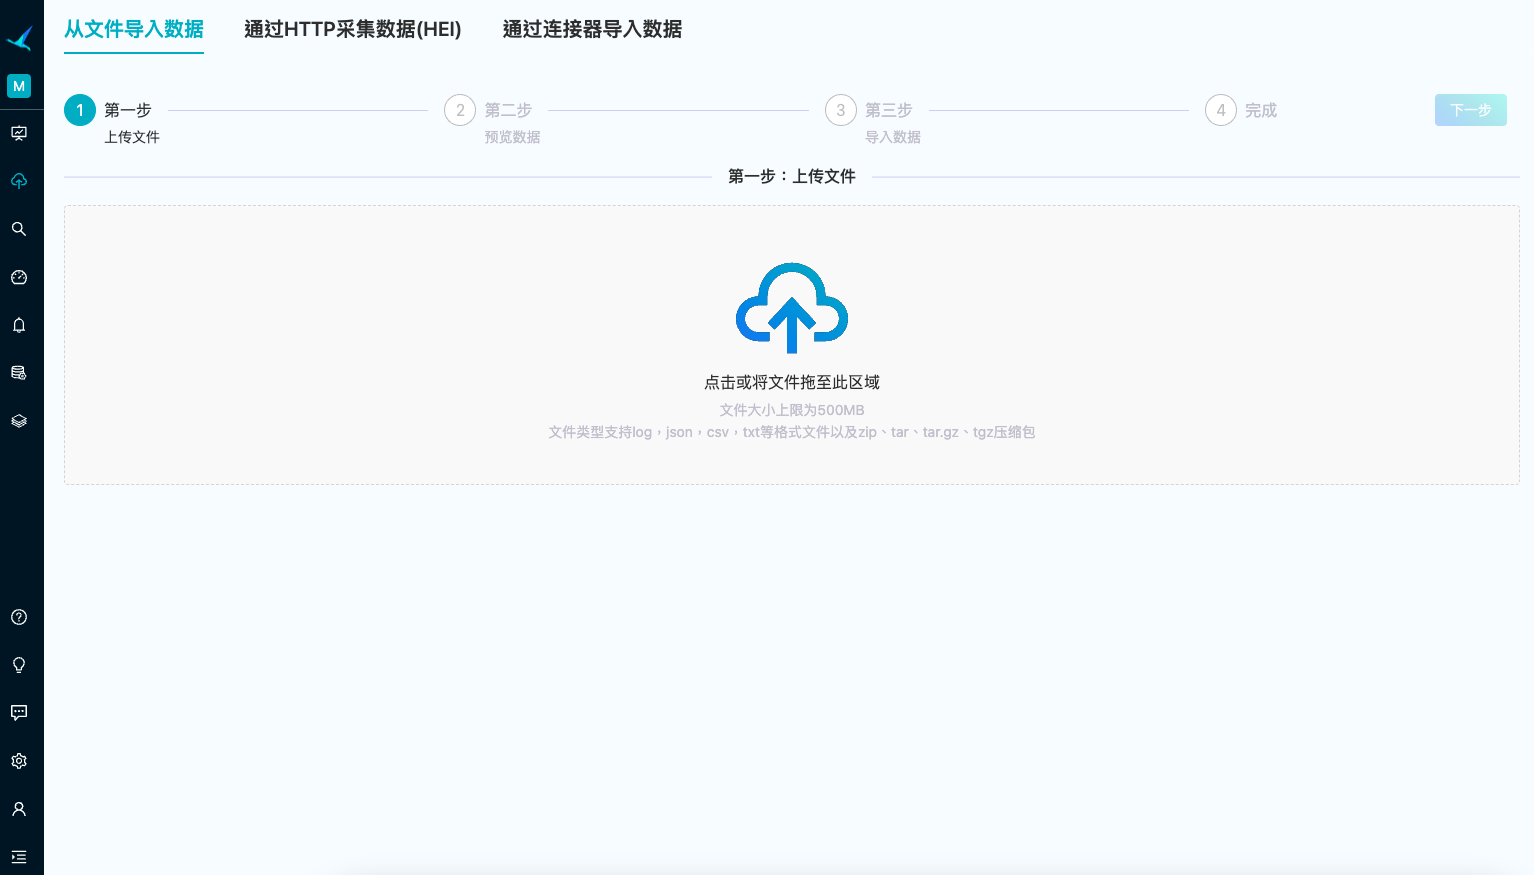 从文件导入数据
通过HTTP采集数据(HEI)
通过连接器导入数据
M
1 第一步
上传文件
2 第二步
预览数据
3 第三步
导入数据
4 完成
下一步
第一步：上传文件
点击或将文件拖至此区域
文件大小上限为500MB
文件类型支持log，json，csv，txt等格式文件以及zip、tar、tar.gz、tgz压缩包